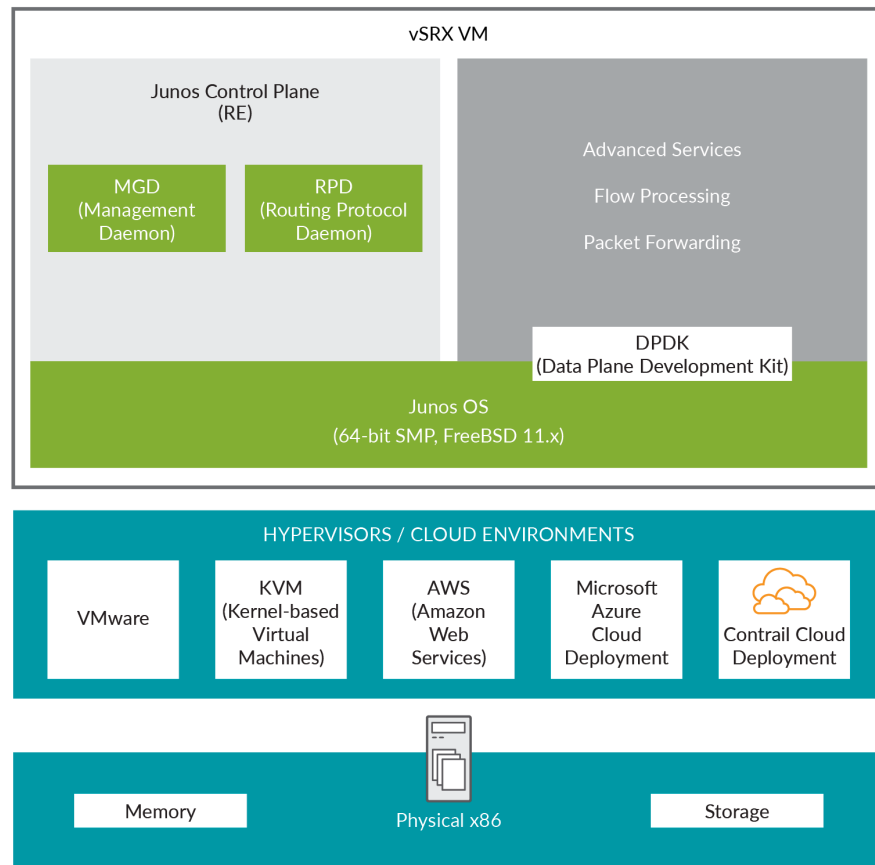 vSRX VM
Junos Control Plane
(RE)
MGD
(Management
Daemon)
RPD
(Routing Protocol
Daemon)
Advanced Services
Flow Processing
Packet Forwarding
DPDK
(Data Plane Development Kit)
Junos OS
(64-bit SMP, FreeBSD 11.x)
HYPERVISORS / CLOUD ENVIRONMENTS
VMware
KVM
(Kernel-based
Virtual
Machines)
AWS
(Amazon
Web
Services)
Microsoft
Azure
Cloud
Deployment
Contrail Cloud
Deployment
Memory
Physical x86
Storage